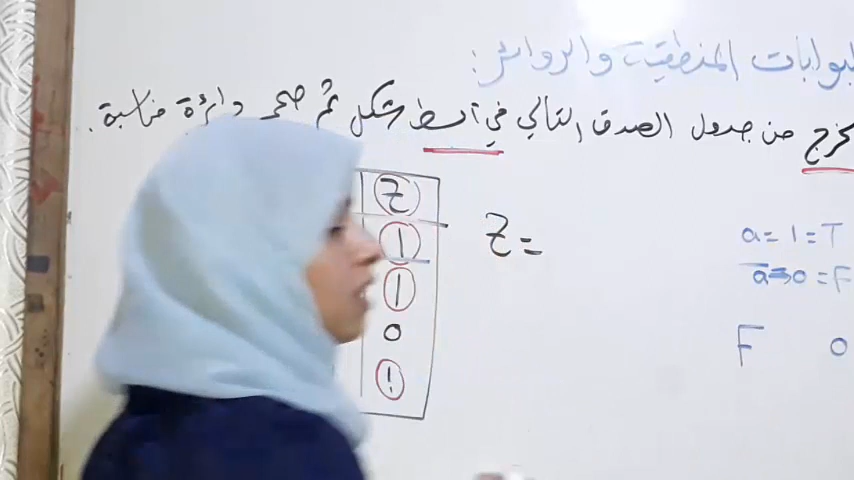 البوابات المنطقية والدوائر:
من جدول الصدق التالي في أبسط شكل ثم صمم دائرة مناسبة.
Z
1
1
0
1
Z =
a = 1 = T
a̅ = 0 = F
F 0